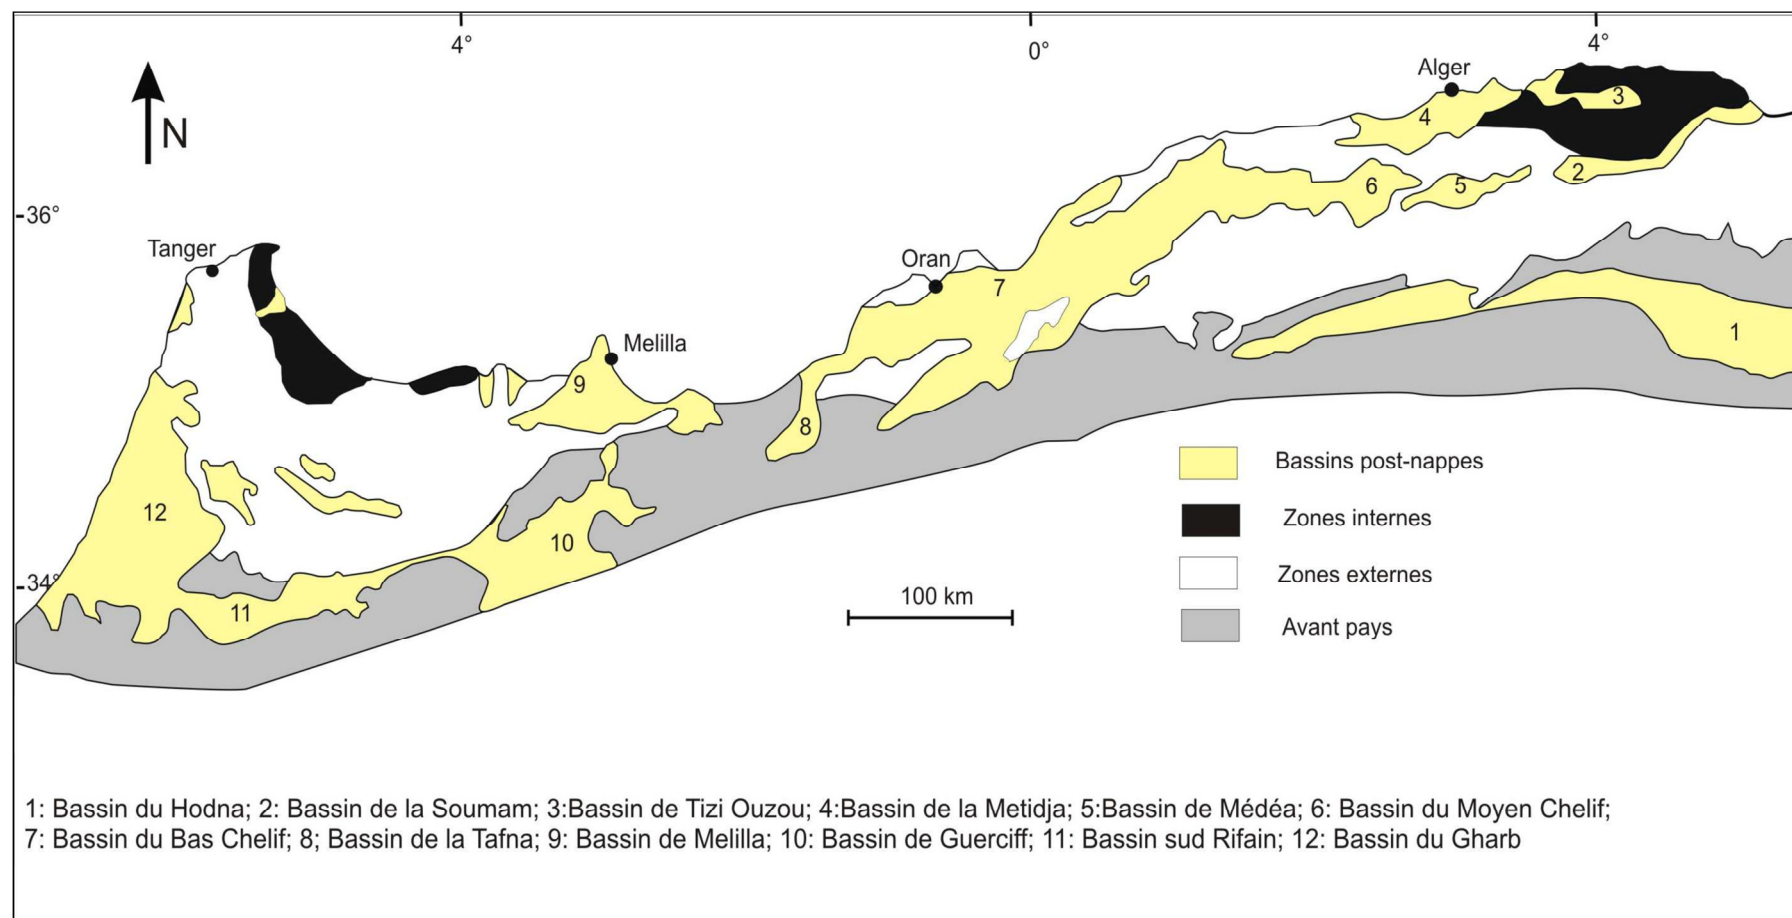 4°
0°
4°
Alger
3
4
N
2
6
5
36°
Tanger
Oran
7
1
Melilla
9
8
Bassins post-nappes
12
Zones internes
10
Zones externes
34°
100 km
11
Avant pays
1: Bassin du Hodna; 2: Bassin de la Soumam; 3:Bassin de Tizi Ouzou; 4:Bassin de la Metidja; 5:Bassin de Médéa; 6: Bassin du Moyen Chelif;
7: Bassin du Bas Chelif; 8; Bassin de la Tafna; 9: Bassin de Melilla; 10: Bassin de Guerciff; 11: Bassin sud Rifain; 12: Bassin du Gharb